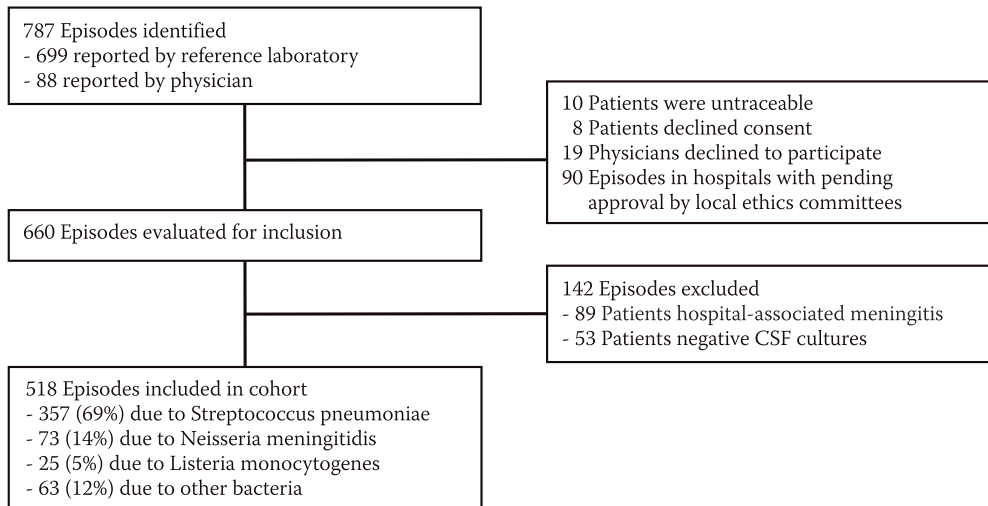 787 Episodes identified
- 699 reported by reference laboratory
- 88 reported by physician
10 Patients were untraceable
8 Patients declined consent
19 Physicians declined to participate
90 Episodes in hospitals with pending
approval by local ethics committees
660 Episodes evaluated for inclusion
142 Episodes excluded
- 89 Patients hospital-associated meningitis
- 53 Patients negative CSF cultures
518 Episodes included in cohort
- 357 (69%) due to Streptococcus pneumoniae
- 73 (14%) due to Neisseria meningitidis
- 25 (5%) due to Listeria monocytogenes
- 63 (12%) due to other bacteria